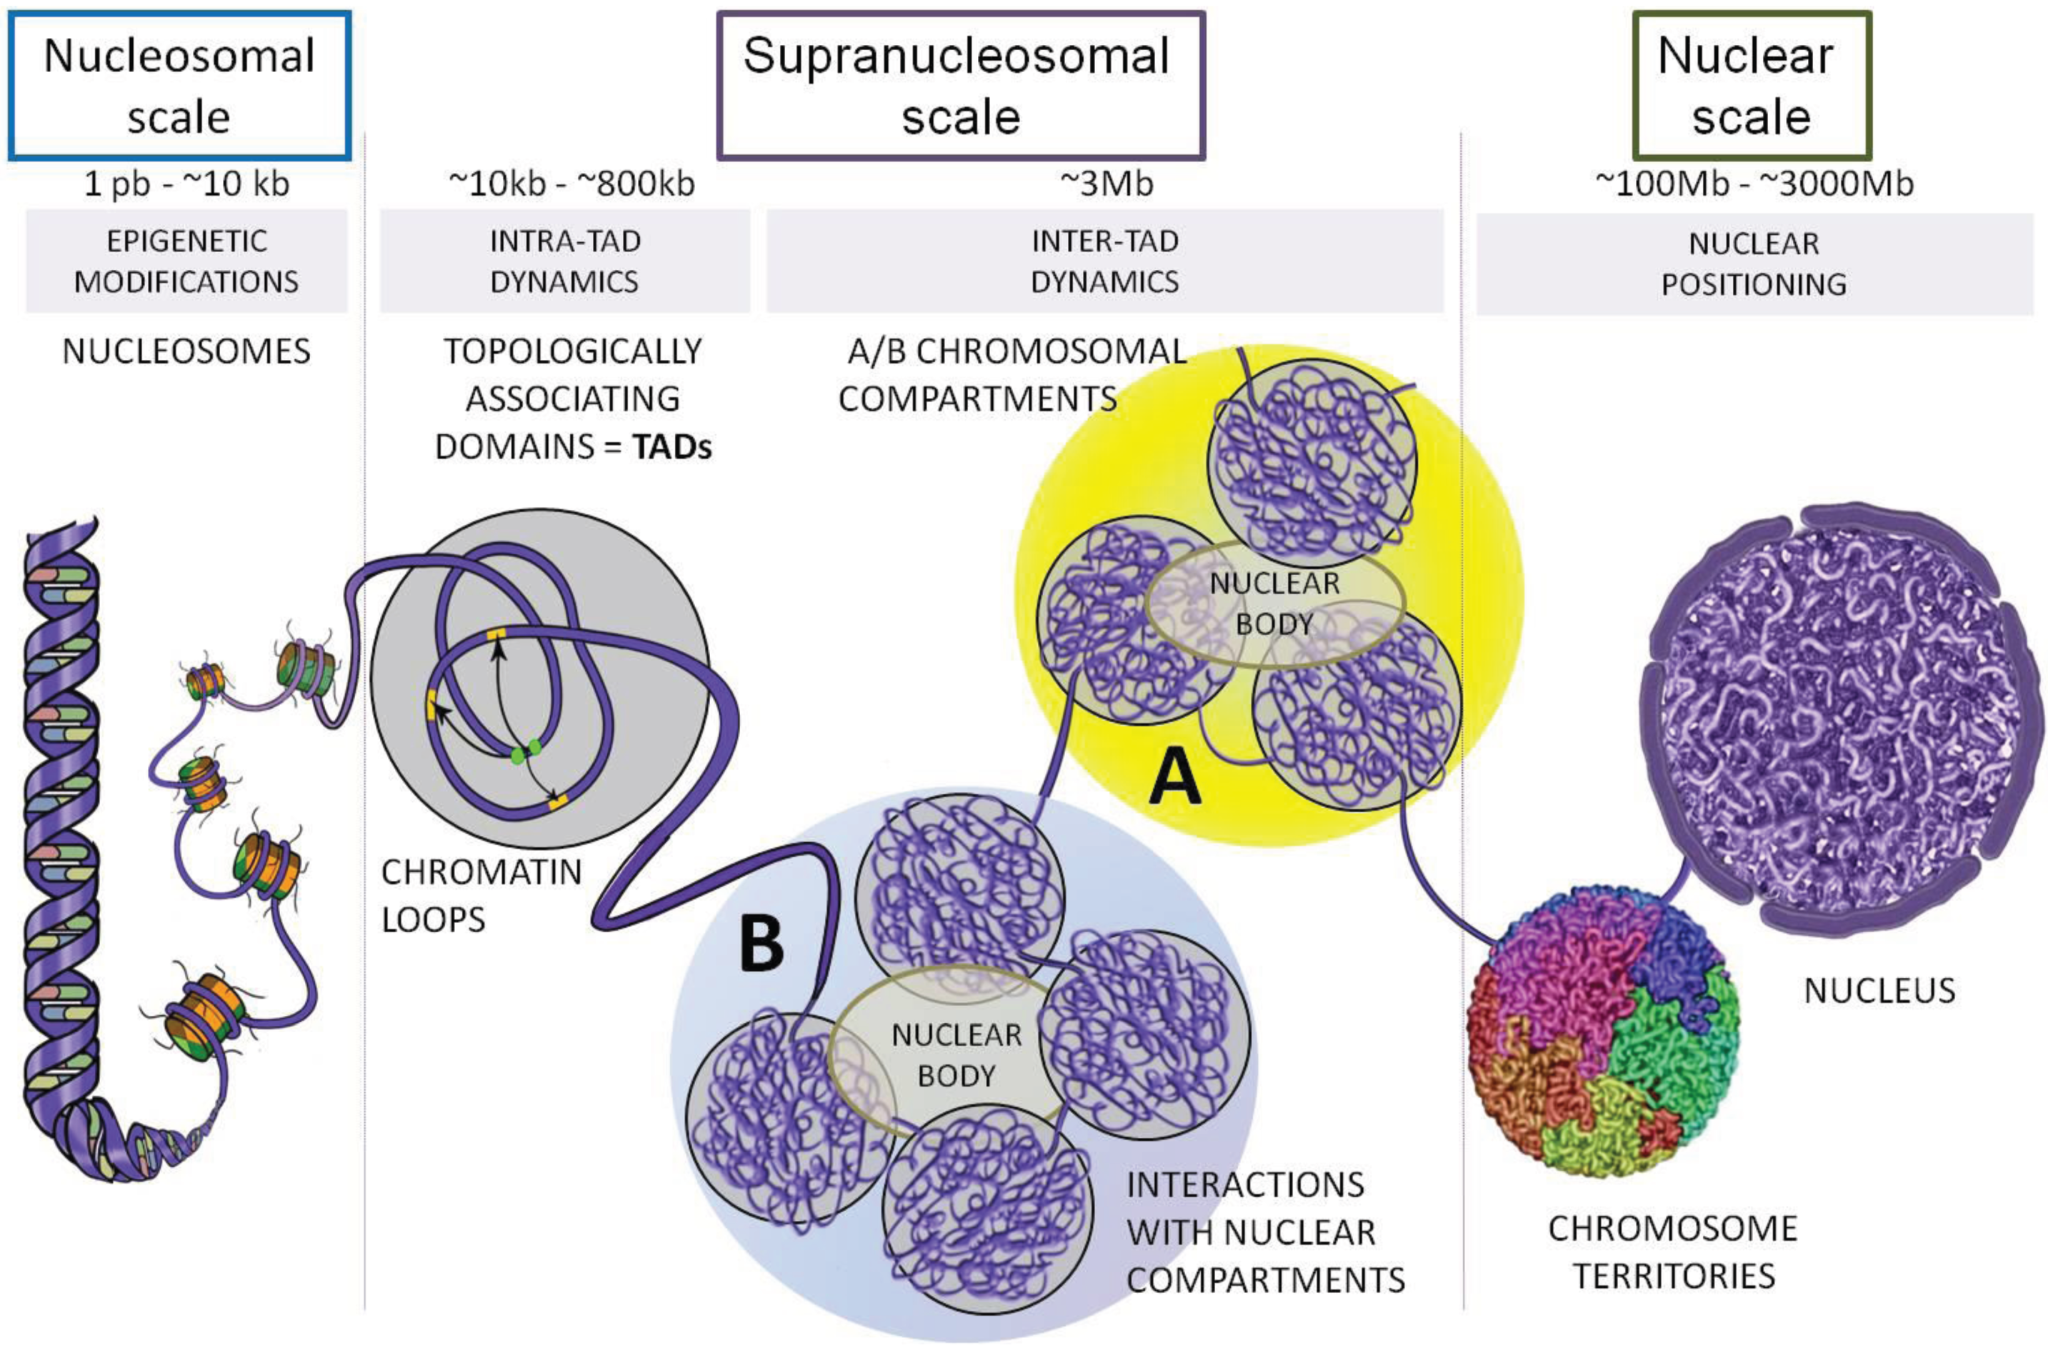 Nucleosomal
scale
Supranucleosomal
scale
Nuclear
scale
1 pb - ~10 kb
~10kb - ~800kb
~3Mb
~100Mb - ~3000Mb
EPIGENETIC
MODIFICATIONS
INTRA-TAD
DYNAMICS
INTER-TAD
DYNAMICS
NUCLEAR
POSITIONING
NUCLEOSOMES
TOPOLOGICALLY
ASSOCIATING
DOMAINS = TADs
A/B CHROMOSOMAL
COMPARTMENTS
NUCLEAR
BODY
A
CHROMATIN
LOOPS
B
NUCLEAR
BODY
NUCLEUS
INTERACTIONS
WITH NUCLEAR
COMPARTMENTS
CHROMOSOME
TERRITORIES